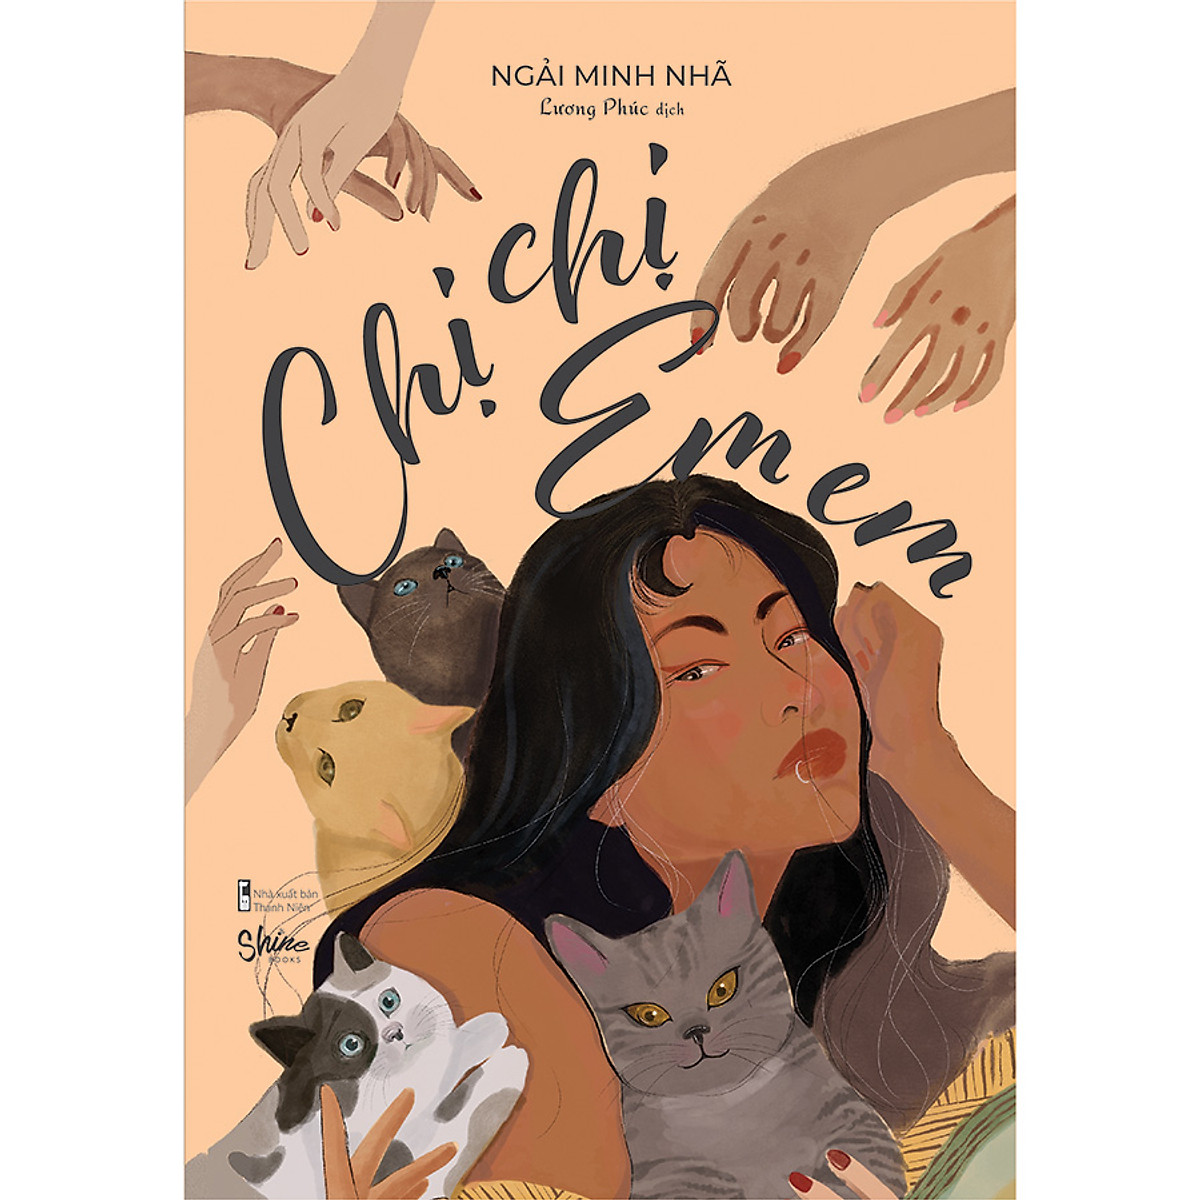 NGẢI MINH NHÃ
Lương Phúc dịch
Chị chị
Em em
Nhà xuất bản
Thanh Niên
Shine
BOOKS